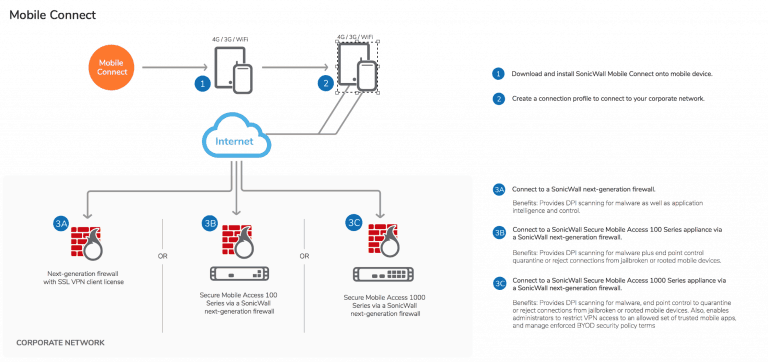 Mobile Connect
4G / 3G / WiFi
4G / 3G / WiFi
Mobile
Connect
1
2
Internet
3A
3B
3C
OR
OR
Next-generation firewall
with SSL VPN client license
Secure Mobile Access 100
Series via a SonicWall
next-generation firewall
Secure Mobile Access 1000
Series via a SonicWall
next-generation firewall
CORPORATE NETWORK
1
Download and install SonicWall Mobile Connect onto mobile device.
2
Create a connection profile to connect to your corporate network.
3A
Connect to a SonicWall next-generation firewall.
Benefits: Provides DPI scanning for malware as well as application
intelligence and control.
3B
Connect to a SonicWall Secure Mobile Access 100 Series appliance via
a SonicWall next-generation firewall.
Benefits: Provides DPI scanning for malware plus end point control
quarantine or reject connections from jailbroken or rooted mobile devices.
3C
Connect to a SonicWall Secure Mobile Access 1000 Series appliance via
a SonicWall next-generation firewall.
Benefits: Provides DPI scanning for malware, end point control to quarantine
or reject connections from jailbroken or rooted mobile devices. Also, enables
administrators to restrict VPN access to an allowed set of trusted mobile apps,
and manage enforced BYOD security policy terms